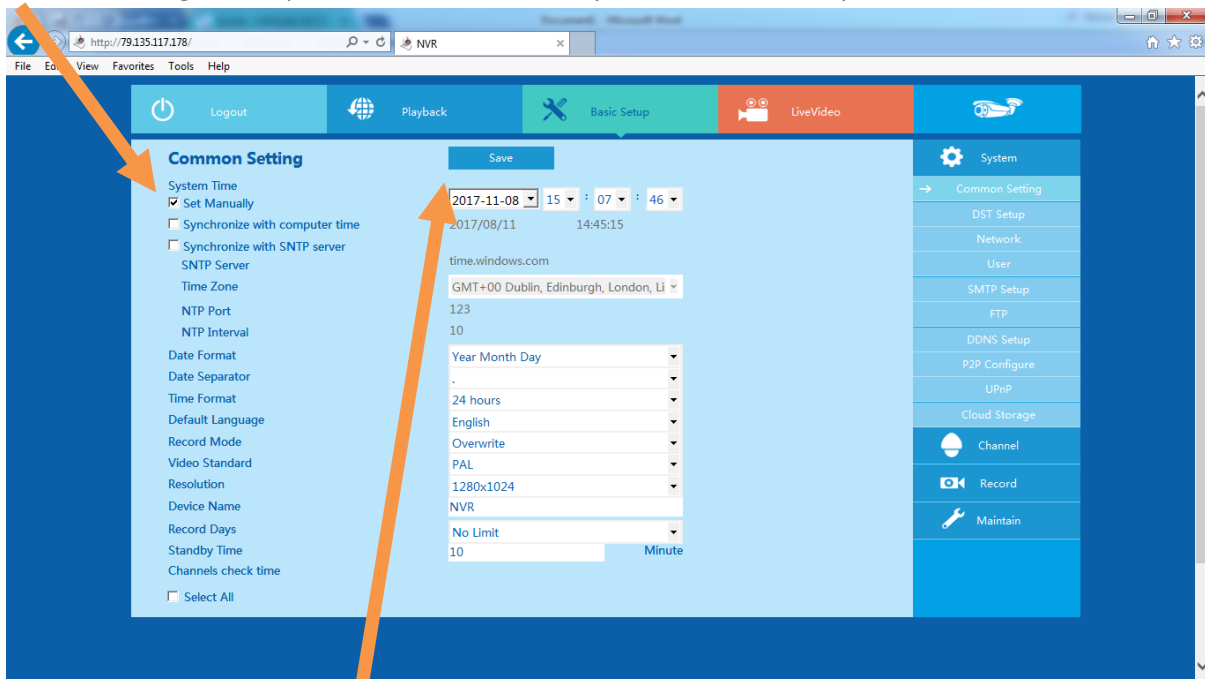 http://79.135.117.178/
NVR
File Edit View Favorites Tools Help
Logout Playback Basic Setup LiveVideo
Common Setting Save
System
System Time
Set Manually 2017-11-08 15 : 07 : 46
Common Setting
Synchronize with computer time 2017/08/11 14:45:15
DST Setup
Synchronize with SNTP server
Network
SNTP Server time.windows.com
User
Time Zone GMT+00 Dublin, Edinburgh, London, Li
SMTP Setup
NTP Port 123
FTP
NTP Interval 10
DDNS Setup
Date Format Year Month Day
P2P Configure
Date Separator .
UPnP
Time Format 24 hours
Default Language English
Cloud Storage
Record Mode Overwrite
Channel
Video Standard PAL
Resolution 1280x1024
Record
Device Name NVR
Maintain
Record Days No Limit
Standby Time 10 Minute
Channels check time
Select All